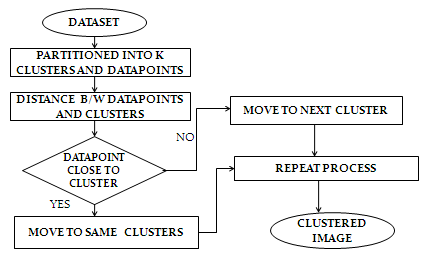 DATASET
PARTITIONED INTO K
CLUSTERS AND DATAPOINTS
DISTANCE B/W DATAPOINTS
AND CLUSTERS
DATAPOINT
CLOSE TO
CLUSTER
NO
YES
MOVE TO SAME CLUSTERS
MOVE TO NEXT CLUSTER
REPEAT PROCESS
CLUSTERED
IMAGE